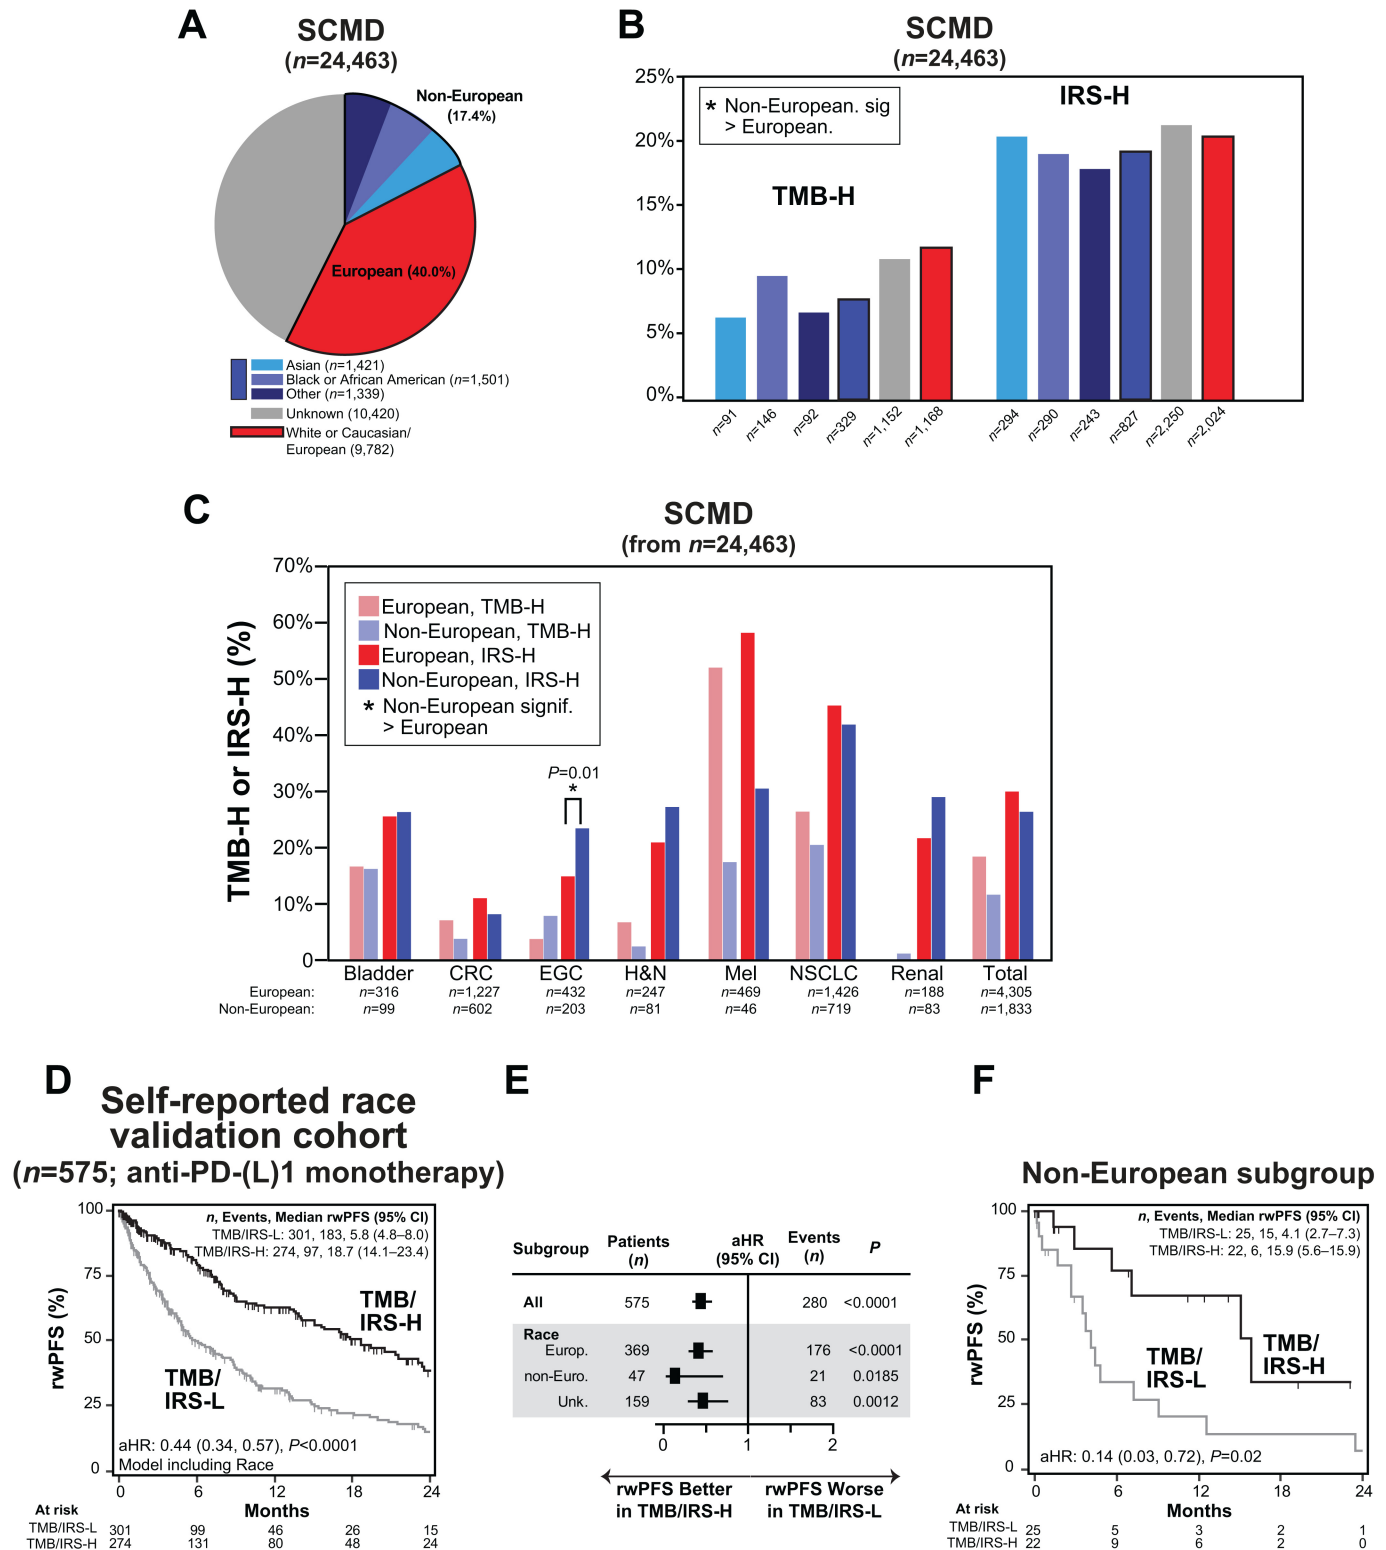 A
SCMD
(n=24,463)
Non-European
(17.4%)
European (40.0%)
Asian (n=1,421)
Black or African American (n=1,501)
Other (n=1,339)
Unknown (10,420)
White or Caucasian/
European (9,782)
B
SCMD
(n=24,463)
25%
20%
15%
10%
5%
0%
* Non-European. sig
> European.
TMB-H
IRS-H
n=91
n=146
n=92
n=329
n=1,152
n=1,168
n=294
n=290
n=243
n=827
n=2,250
n=2,024
C
SCMD
(from n=24,463)
TMB-H or IRS-H (%)
70%
60%
50%
40%
30%
20%
10%
0
European, TMB-H
Non-European, TMB-H
European, IRS-H
Non-European, IRS-H
* Non-European signif.
> European
P=0.01
*
Bladder CRC EGC H&N Mel NSCLC Renal Total
European: n=316 n=1,227 n=432 n=247 n=469 n=1,426 n=188 n=4,305
Non-European: n=99 n=602 n=203 n=81 n=46 n=719 n=83 n=1,833
D
Self-reported race
validation cohort
(n=575; anti-PD-(L)1 monotherapy)
rwPFS (%)
100
75
50
25
0
n, Events, Median rwPFS (95% CI)
TMB/IRS-L: 301, 183, 5.8 (4.8–8.0)
TMB/IRS-H: 274, 97, 18.7 (14.1–23.4)
TMB/
IRS-H
TMB/
IRS-L
aHR: 0.44 (0.34, 0.57), P<0.0001
Model including Race
0 6 12 18 24
Months
At risk
TMB/IRS-L 301 99 46 26 15
TMB/IRS-H 274 131 80 48 24
E
Subgroup Patients (n) aHR (95% CI) Events (n) P
All 575 280 <0.0001
Race
Europ. 369 176 <0.0001
non-Euro. 47 21 0.0185
Unk. 159 83 0.0012
0 1 2
rwPFS Better
in TMB/IRS-H
rwPFS Worse
in TMB/IRS-L
F
Non-European subgroup
rwPFS (%)
100
75
50
25
0
n, Events, Median rwPFS (95% CI)
TMB/IRS-L: 25, 15, 4.1 (2.7–7.3)
TMB/IRS-H: 22, 6, 15.9 (5.6–15.9)
TMB/
IRS-L
TMB/
IRS-H
aHR: 0.14 (0.03, 0.72), P=0.02
0 6 12 18 24
Months
At risk
TMB/IRS-L 25 5 3 2 1
TMB/IRS-H 22 9 6 2 0